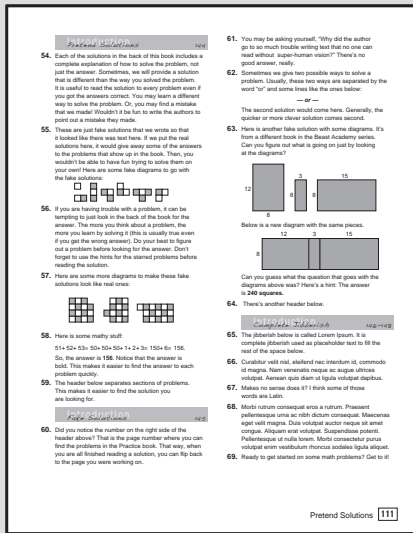 Introduction
Pretend Solutions 144
54. Each of the solutions in the back of this book includes a
complete explanation of how to solve the problem, not
just the answer. Sometimes, we will provide a solution
that is different than the way you solved the problem.
It is useful to read the solution to every problem even if
you got the answers correct. You may learn a different
way to solve the problem. Or, you may find a mistake
that we made! Wouldn't it be fun to write the authors to
point out a mistake they made.
55. These are just fake solutions that we wrote so that
it looked like there was text here. If we put the real
solutions here, it would give away some of the answers
to the problems that show up in the book. Then, you
wouldn't be able to have fun trying to solve them on
your own! Here are some fake diagrams to go with
the fake solutions:
56. If you are having trouble with a problem, it can be
tempting to just look in the back of the book for the
answer. The more you think about a problem, the
more you learn by solving it (this is usually true even
if you get the wrong answer). Do your best to figure
out a problem before looking for the answer. Don't
forget to use the hints for the starred problems before
reading the solution.
57. Here are some more diagrams to make these fake
solutions look like real ones:
58. Here is some mathy stuff:
51+52+53= 50+50+50+1+2+3= 150+6= 156.
So, the answer is 156. Notice that the answer is
bold. This makes it easier to find the answer to each
problem quickly.
59. The header below separates sections of problems.
This makes it easier to find the solution you
are looking for.
Introduction
Fake Solutions 145
60. Did you notice the number on the right side of the
header above? That is the page number where you can
find the problems in the Practice book. That way, when
you are all finished reading a solution, you can flip back
to the page you were working on.
61. You may be asking yourself, "Why did the author
go to so much trouble writing text that no one can
read without super-human vision?" There's no
good answer, really.
62. Sometimes we give two possible ways to solve a
problem. Usually, these two ways are separated by the
word "or" and some lines like the ones below:
— or —
The second solution would come here. Generally, the
quicker or more clever solution comes second.
63. Here is another fake solution with some diagrams. It's
from a different book in the Beast Academy series.
Can you figure out what is going on just by looking
at the diagrams?
3 15
12 8 8
8
Below is a new diagram with the same pieces.
12 3 15
8
Can you guess what the question that goes with the
diagrams above was? Here's a hint: The answer
is 240 squares.
64. There's another header below.
Introduction
Complete Jibberish 146-148
65. The jibberish below is called Lorem Ipsum. It is
complete jibberish used as placeholder text to fill the
rest of the space below.
66. Curabitur velit nisl, eleifend nec interdum id, commodo
id magna. Nam venenatis neque ac augue ultrices
volutpat. Aenean quis diam ut ligula volutpat dapibus.
67. Makes no sense does it? I think some of those
words are Latin.
68. Morbi rutrum consequat eros a rutrum. Praesent
pellentesque urna ac nibh dictum consequat. Maecenas
eget velit magna. Duis volutpat auctor neque sit amet
congue. Aliquam erat volutpat. Suspendisse potenti.
Pellentesque ut nulla lorem. Morbi consectetur purus
volutpat enim vestibulum rhoncus sodales ligula aliquet.
69. Ready to get started on some math problems? Get to it!
Pretend Solutions 111